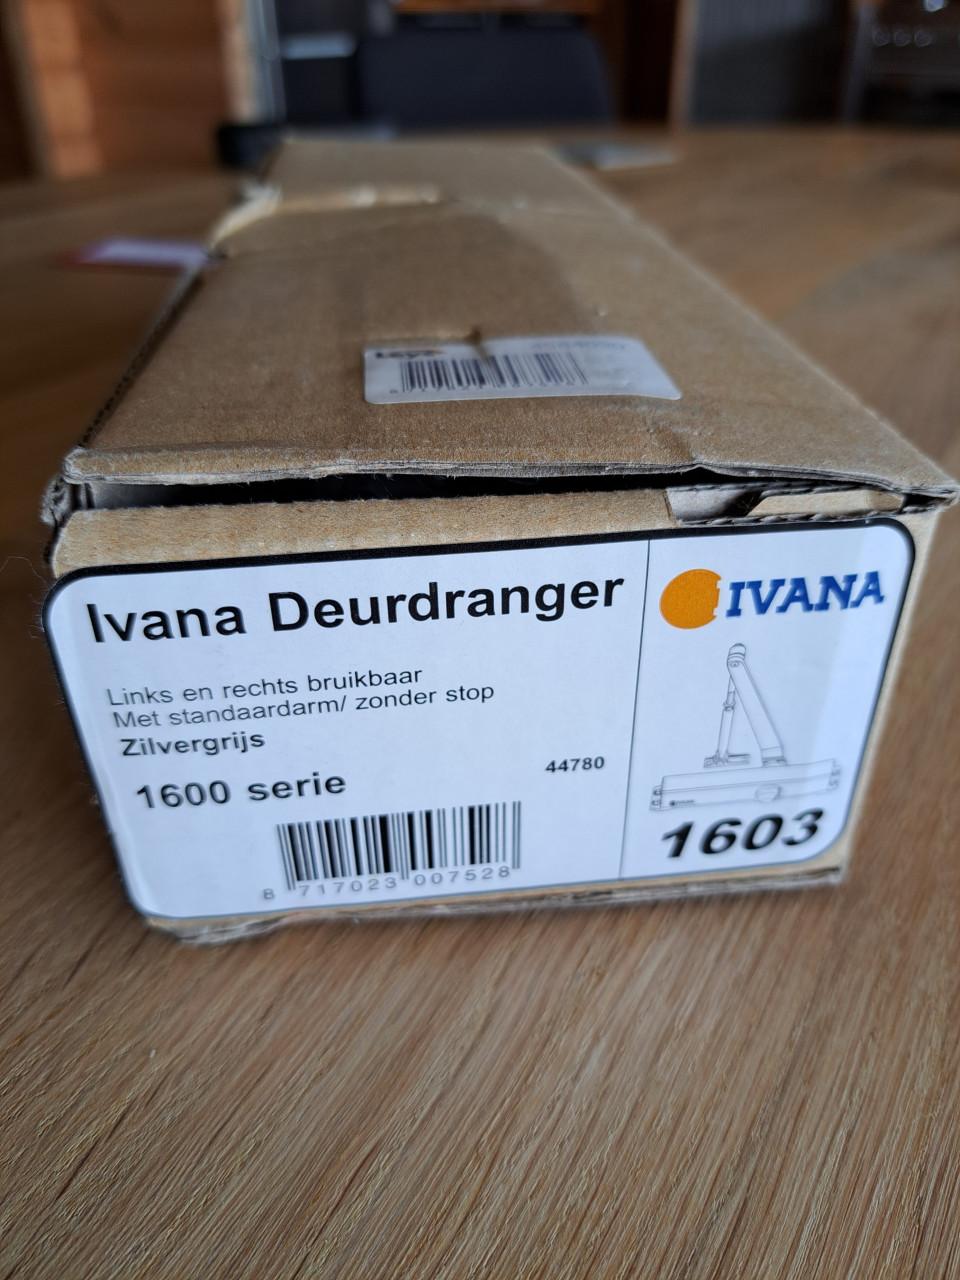 Ivana Deurdranger
Links en rechts bruikbaar
Met standaardarm/ zonder stop
Zilvergrijs
1600 serie
44780
8 717023 007528
IVANA
1603